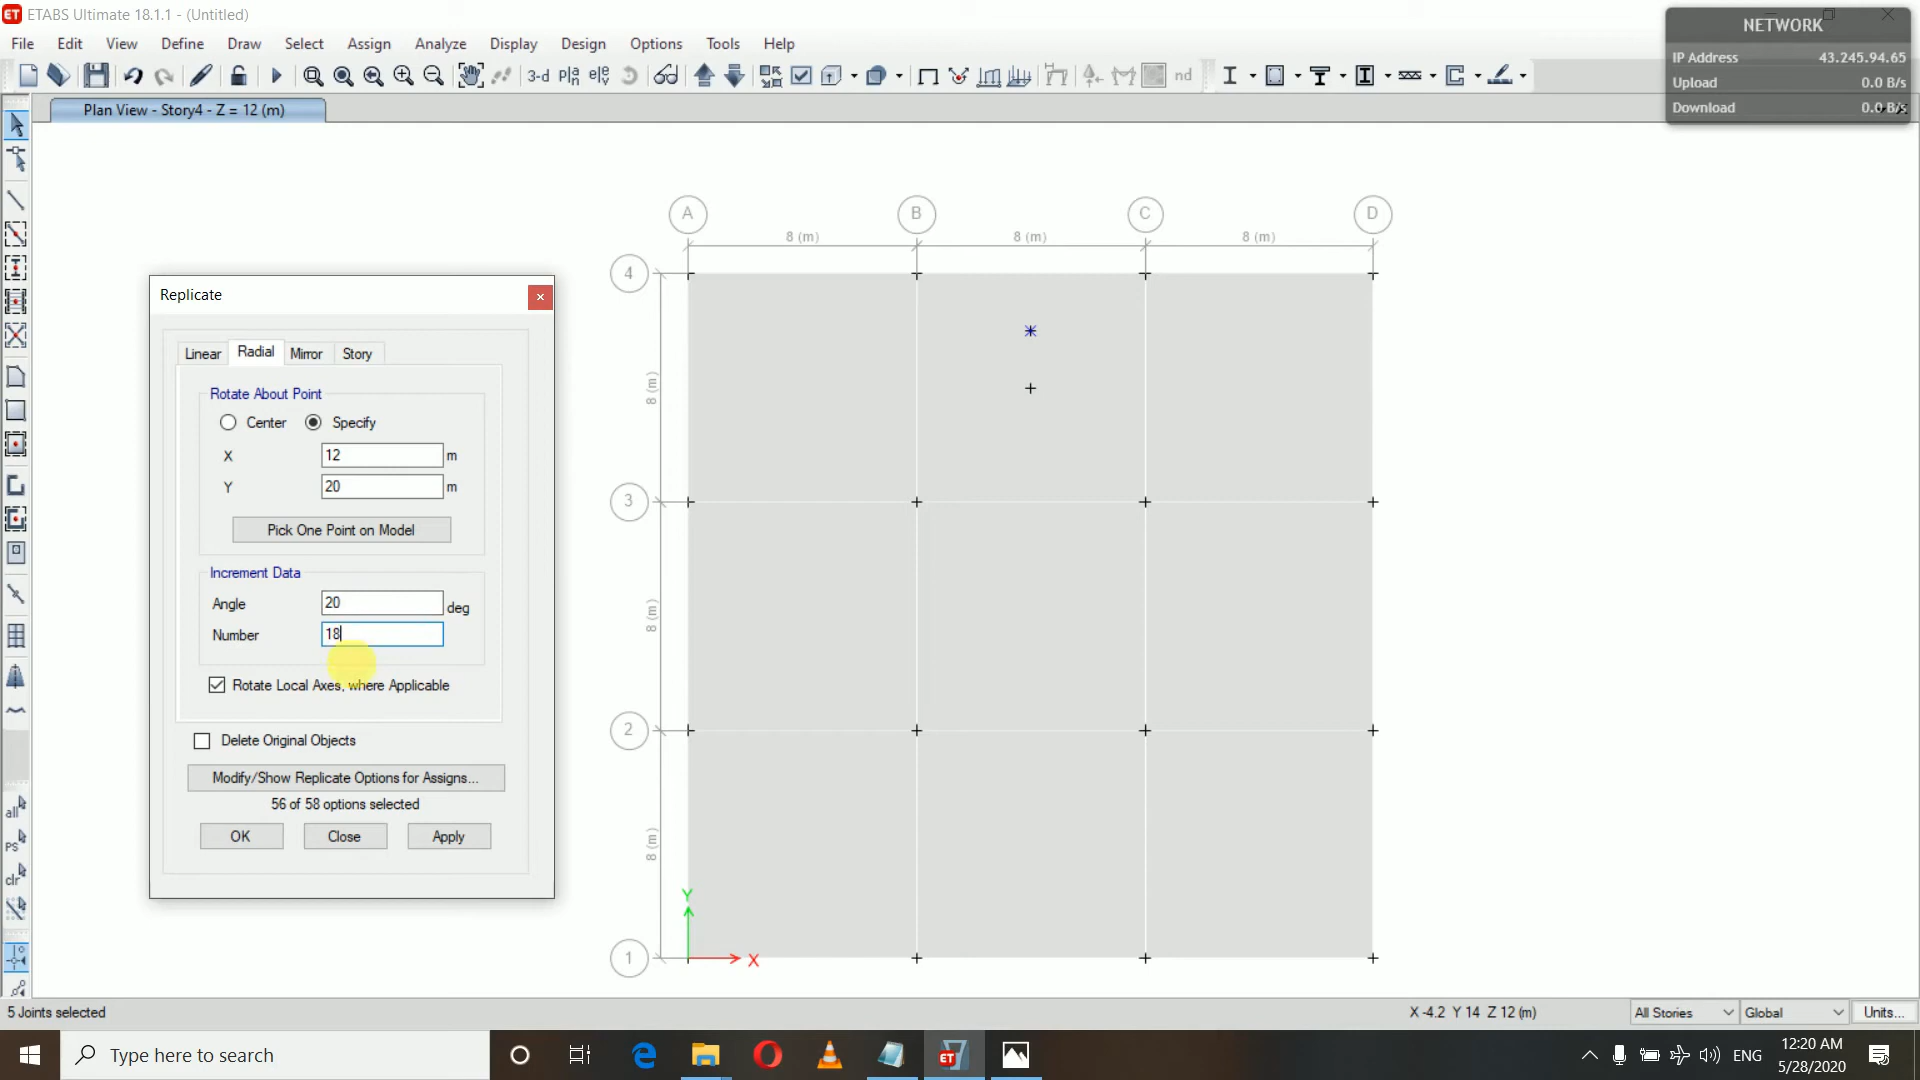 ETABS Ultimate 18.1.1 - (Untitled)
File Edit View Define Draw Select Assign Analyze Display Design Options Tools Help
3-d
nd
Plan View - Story4 - Z = 12 (m)
NETWORK
IP Address 43.245.94.65
Upload 0.0 B/s
Download 0.0 B/s
A B C D
8 (m) 8 (m) 8 (m)
4
8 (m)
3
8 (m)
2
8 (m)
1
Y
X
Replicate
Linear Radial Mirror Story
Rotate About Point
Center Specify
X 12 m
Y 20 m
Pick One Point on Model
Increment Data
Angle 20 deg
Number 18
Rotate Local Axes, where Applicable
Delete Original Objects
Modify/Show Replicate Options for Assigns...
56 of 58 options selected
OK Close Apply
all
PS
clr
5 Joints selected
X -4.2 Y 14 Z 12 (m)
All Stories Global Units...
Type here to search
ENG
12:20 AM
5/28/2020